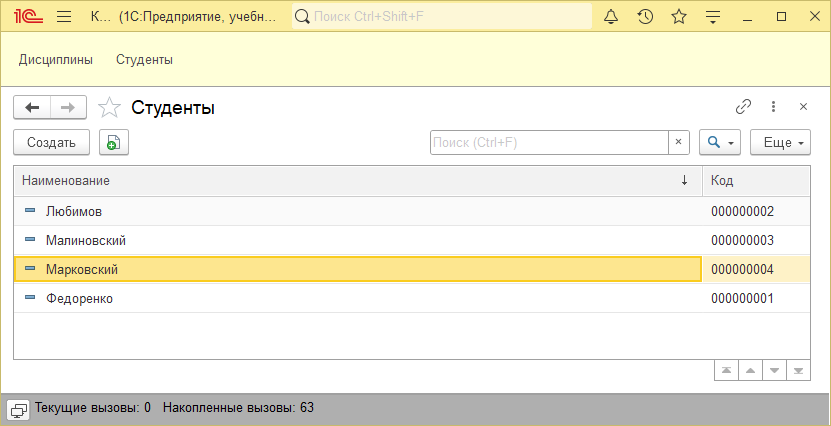 1С К... (1С:Предприятие, учебн... Поиск Ctrl+Shift+F
Дисциплины Студенты
Студенты
Создать Поиск (Ctrl+F) × Еще
Наименование ↓ Код
Любимов 000000002
Малиновский 000000003
Марковский 000000004
Федоренко 000000001
Текущие вызовы: 0 Накопленные вызовы: 63